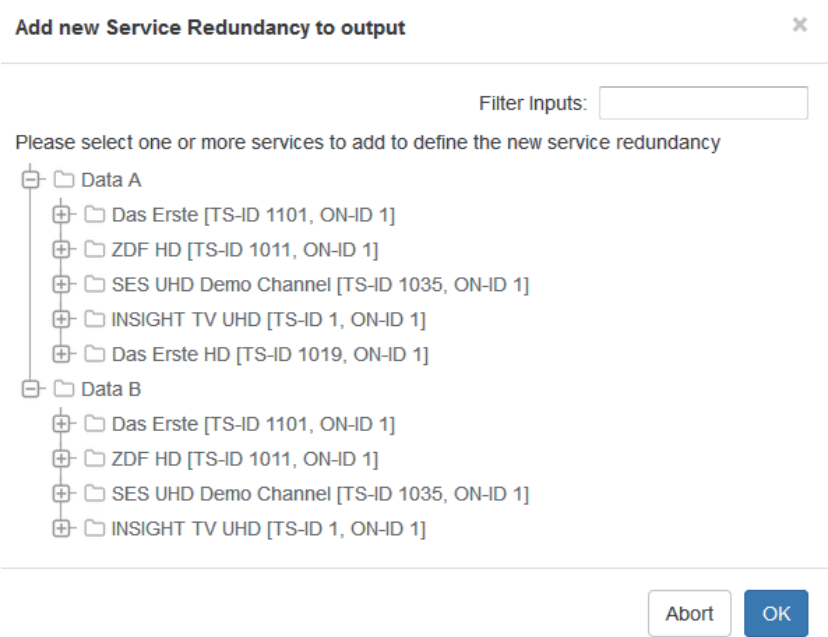 Add new Service Redundancy to output
×
Filter Inputs:
Please select one or more services to add to define the new service redundancy
Data A
Das Erste [TS-ID 1101, ON-ID 1]
ZDF HD [TS-ID 1011, ON-ID 1]
SES UHD Demo Channel [TS-ID 1035, ON-ID 1]
INSIGHT TV UHD [TS-ID 1, ON-ID 1]
Das Erste HD [TS-ID 1019, ON-ID 1]
Data B
Das Erste [TS-ID 1101, ON-ID 1]
ZDF HD [TS-ID 1011, ON-ID 1]
SES UHD Demo Channel [TS-ID 1035, ON-ID 1]
INSIGHT TV UHD [TS-ID 1, ON-ID 1]
Abort OK